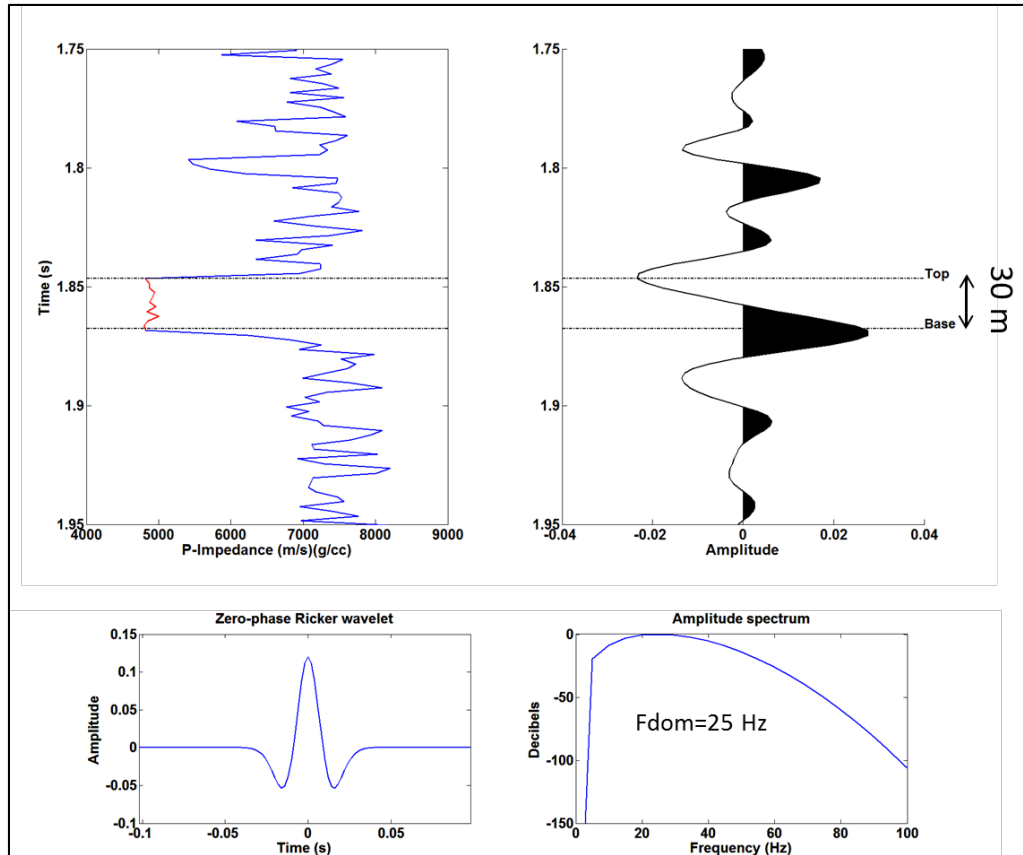 1.75
1.8
1.85
1.9
1.95
Time (s)
4000 5000 6000 7000 8000 9000
P-Impedance (m/s)(g/cc)
1.75
1.8
1.85
1.9
1.95
Top
Base
30 m
-0.04 -0.02 0 0.02 0.04
Amplitude
Zero-phase Ricker wavelet
0.15
0.1
0.05
0
-0.05
-0.1
Amplitude
-0.1 -0.05 0 0.05
Time (s)
Amplitude spectrum
0
-50
-100
-150
Decibels
Fdom=25 Hz
0 20 40 60 80 100
Frequency (Hz)